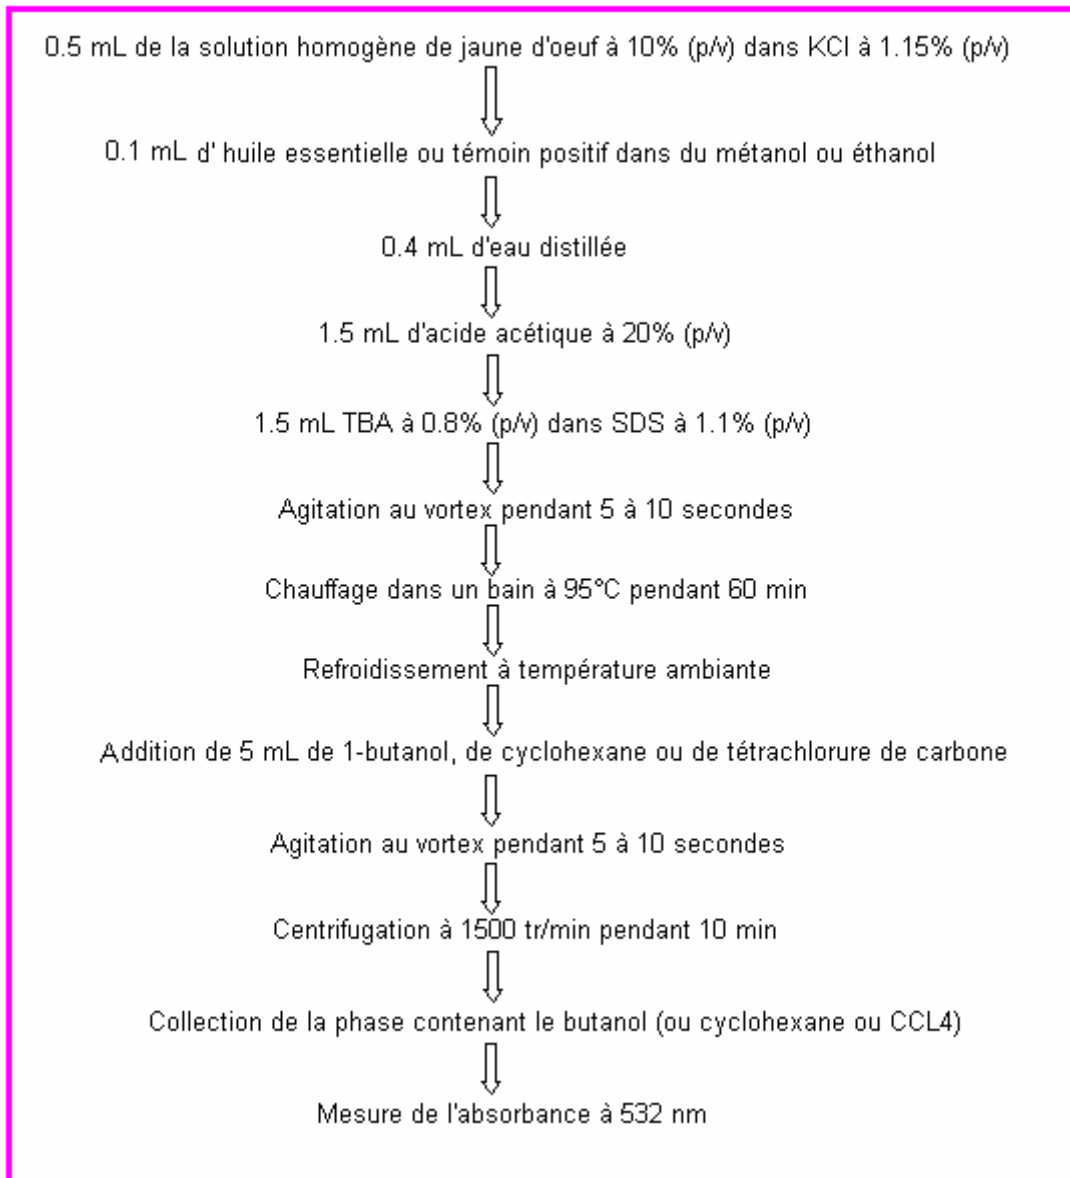 0.5 mL de la solution homogène de jaune d'oeuf à 10% (p/v) dans KCl à 1.15% (p/v)
0.1 mL d' huile essentielle ou témoin positif dans du métanol ou éthanol
0.4 mL d'eau distillée
1.5 mL d'acide acétique à 20% (p/v)
1.5 mL TBA à 0.8% (p/v) dans SDS à 1.1% (p/v)
Agitation au vortex pendant 5 à 10 secondes
Chauffage dans un bain à 95°C pendant 60 min
Refroidissement à température ambiante
Addition de 5 mL de 1-butanol, de cyclohexane ou de tétrachlorure de carbone
Agitation au vortex pendant 5 à 10 secondes
Centrifugation à 1500 tr/min pendant 10 min
Collection de la phase contenant le butanol (ou cyclohexane ou CCL4)
Mesure de l'absorbance à 532 nm